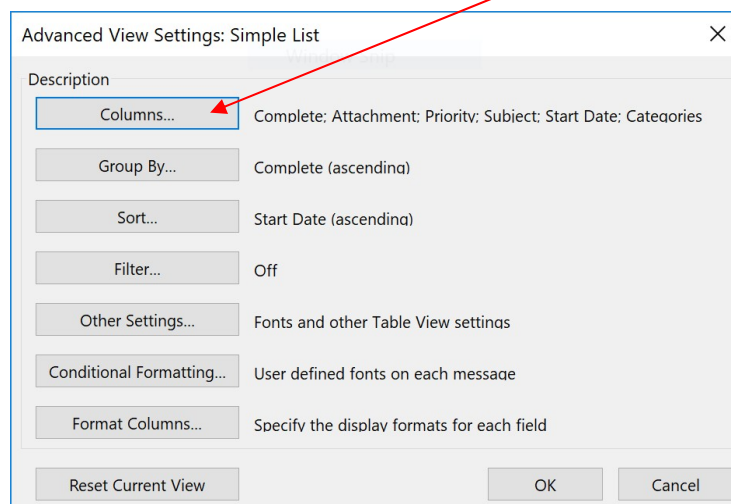 Advanced View Settings: Simple List
Window Snip
Description
Columns... Complete; Attachment; Priority; Subject; Start Date; Categories
Group By... Complete (ascending)
Sort... Start Date (ascending)
Filter... Off
Other Settings... Fonts and other Table View settings
Conditional Formatting... User defined fonts on each message
Format Columns... Specify the display formats for each field
Reset Current View OK Cancel